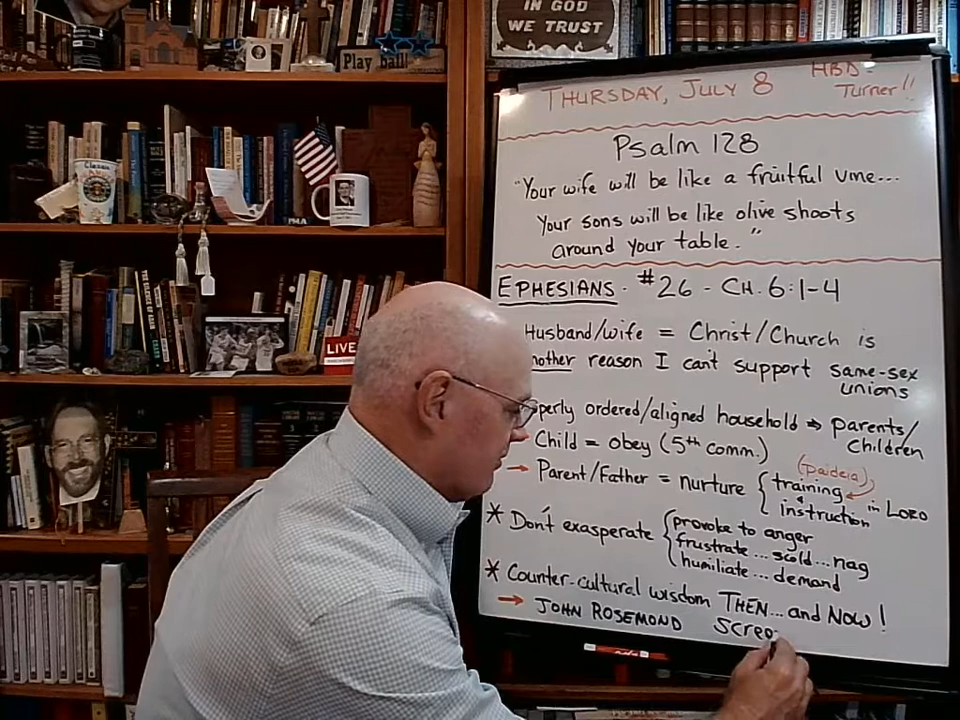 IN GOD
WE TRUST
Play ball!
THURSDAY, JULY 8
HBD-
Turner!!
Psalm 128
"Your wife will be like a fruitful vine...
Your sons will be like olive shoots
around your table."
EPHESIANS - #26 - CH. 6:1-4
Husband/wife = Christ/Church is
nother reason I can't support same-sex
unions
perly ordered/aligned household → parents/
children
Child = obey (5th comm.)
(paideia)
→ Parent/Father = nurture { training
& instruction
in LORD
* Don't exasperate { provoke to anger
frustrate... scold... nag
humiliate... demand
* Counter-cultural wisdom THEN... and NOW!
→ JOHN ROSEMOND Scree
LIVE